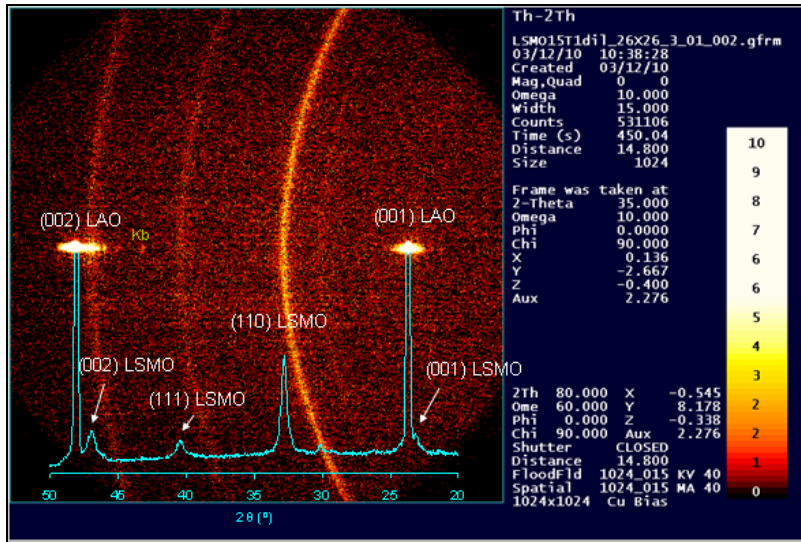 Th-2Th
LSMO15T1dil_26X26_3_01_002.gfrm
03/12/10 10:38:28
Created 03/12/10
Mag,Quad 0 0
Omega 10.000
Width 15.000
Counts 531106
Time (s) 450.04
Distance 14.800
Size 1024
Frame was taken at
2-Theta 35.000
Omega 10.000
Phi 0.0000
Chi 90.000
X 0.136
Y -2.667
Z -0.400
Aux 2.276
2Th 80.000 X -0.545
Ome 60.000 Y 8.178
Phi 0.000 Z -0.338
Chi 90.000 Aux 2.276
Shutter CLOSED
Distance 14.800
FloodFld 1024_015 KV 40
Spatial 1024_015 MA 40
1024x1024 Cu Bias
10
9
8
7
6
6
5
4
3
2
2
1
0
(002) LAO
Kb
(001) LAO
(110) LSMO
(002) LSMO
(111) LSMO
(001) LSMO
50 45 40 35 30 25 20
2 θ (º)